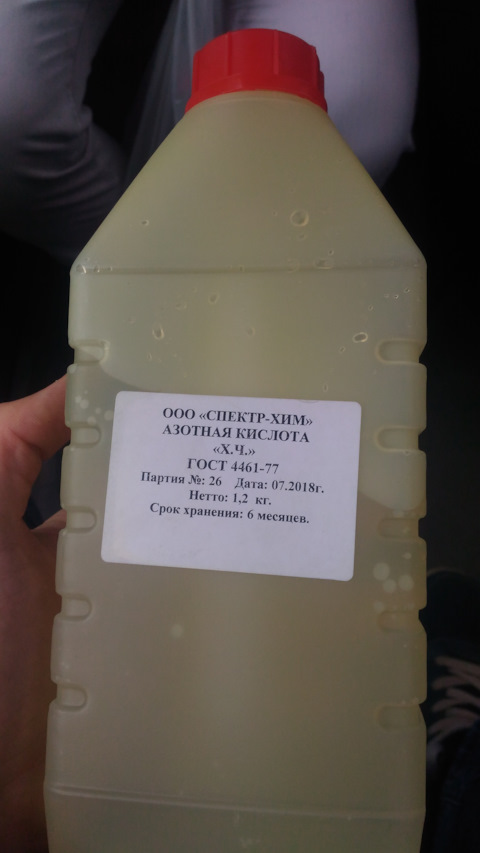 ООО «СПЕКТР-ХИМ»
АЗОТНАЯ КИСЛОТА
«Х.Ч.»
ГОСТ 4461-77
Партия №: 26 Дата: 07.2018г.
Нетто: 1,2 кг.
Срок хранения: 6 месяцев.